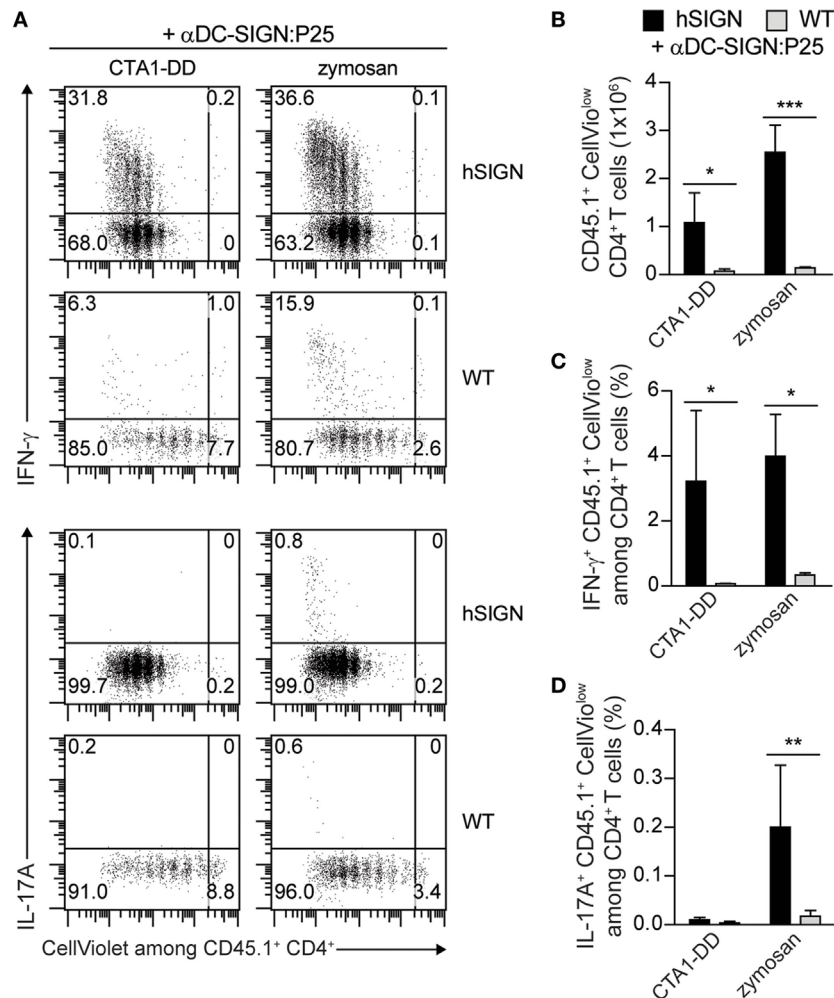 A
+ αDC-SIGN:P25
CTA1-DD zymosan
31.8 0.2 36.6 0.1
hSIGN
68.0 0 63.2 0.1
6.3 1.0 15.9 0.1
WT
85.0 7.7 80.7 2.6
IFN-γ
0.1 0 0.8 0
hSIGN
99.7 0.2 99.0 0.2
0.2 0 0.6 0
WT
91.0 8.8 96.0 3.4
IL-17A
CellViolet among CD45.1⁺ CD4⁺
B
hSIGN WT
+ αDC-SIGN:P25
CD45.1⁺ CellVioˡᵒʷ
CD4⁺ T cells (1x10⁶)
4
3
2
1
0
* ***
CTA1-DD zymosan
C
IFN-γ⁺ CD45.1⁺ CellVioˡᵒʷ
among CD4⁺ T cells (%)
6
4
2
0
* *
CTA1-DD zymosan
D
IL-17A⁺ CD45.1⁺ CellVioˡᵒʷ
among CD4⁺ T cells (%)
0.4
0.3
0.2
0.1
0.0
**
CTA1-DD zymosan